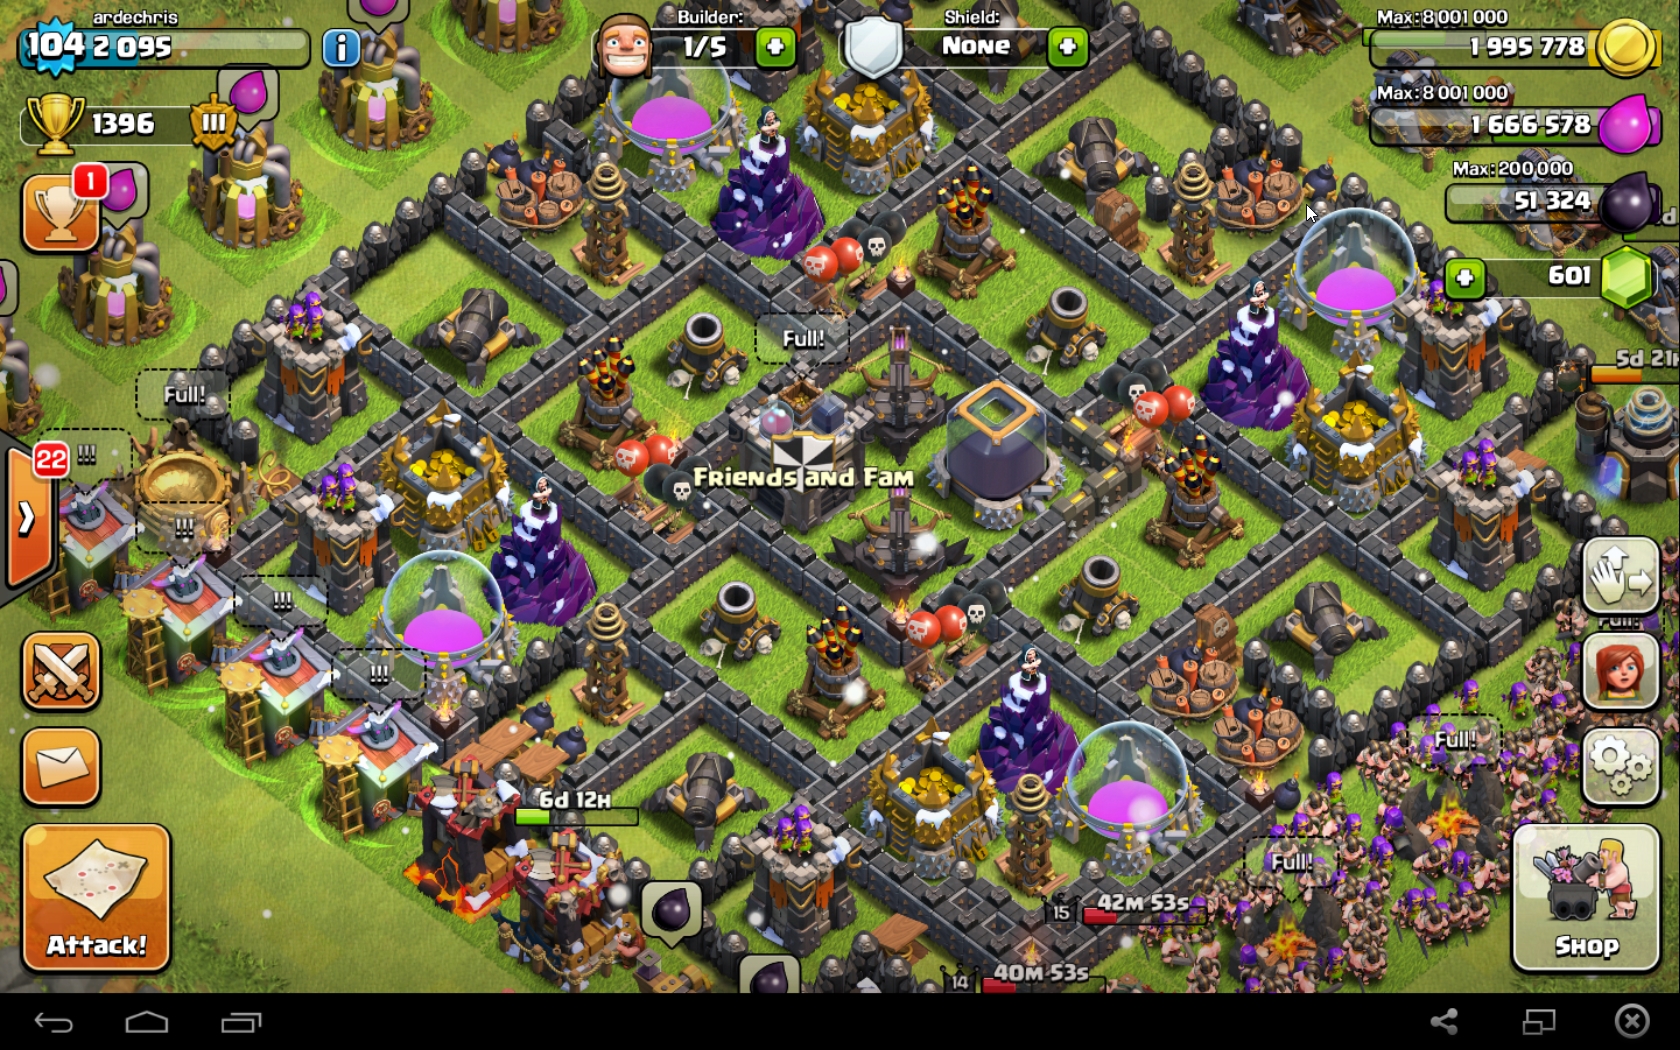 ardechris
104 2 095
Builder:
1/5
Shield:
None
Max: 8 001 000
1 995 778
Max: 8 001 000
1 666 578
Max: 200 000
51 324
601
1396
III
1
Full!
Full!
5d 21H
22
!!!
!!!
!!!
!!!
Friends and Fam
Full!
Full!
Full!
6d 12H
15
42M 53s
14
40M 53s
Attack!
Shop